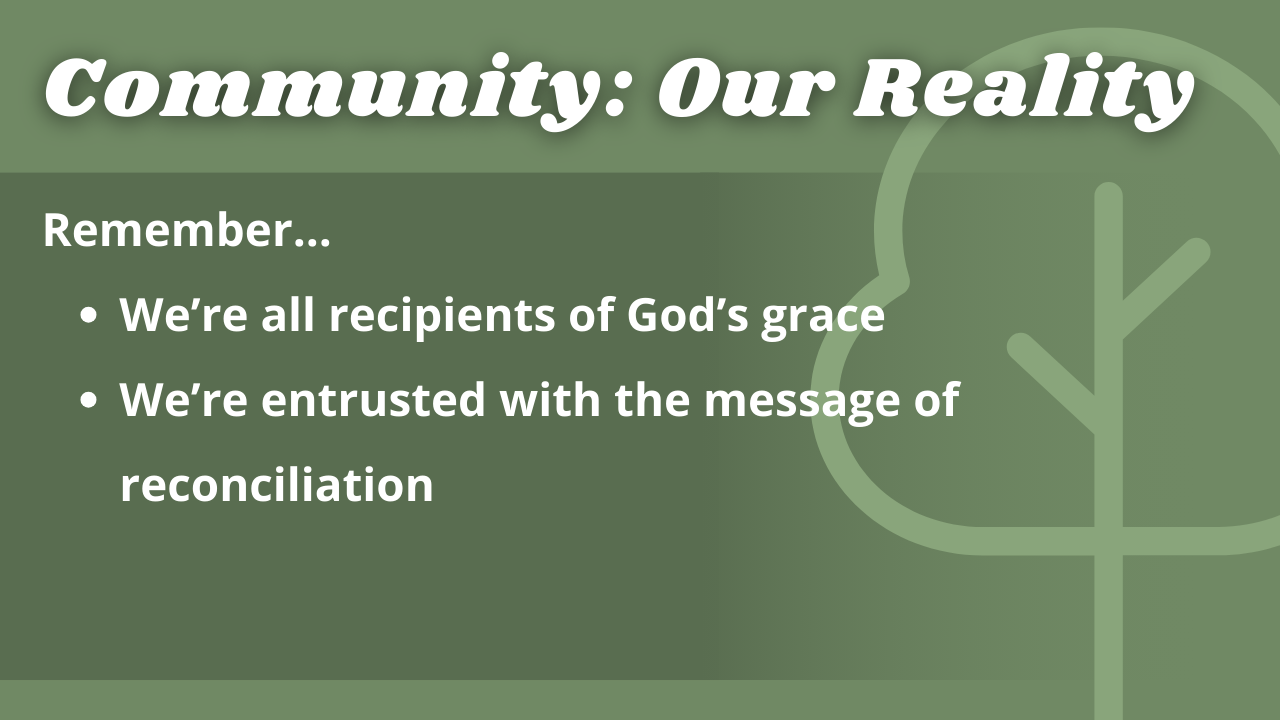 Community: Our Reality
Remember...
• We’re all recipients of God’s grace
• We’re entrusted with the message of
reconciliation